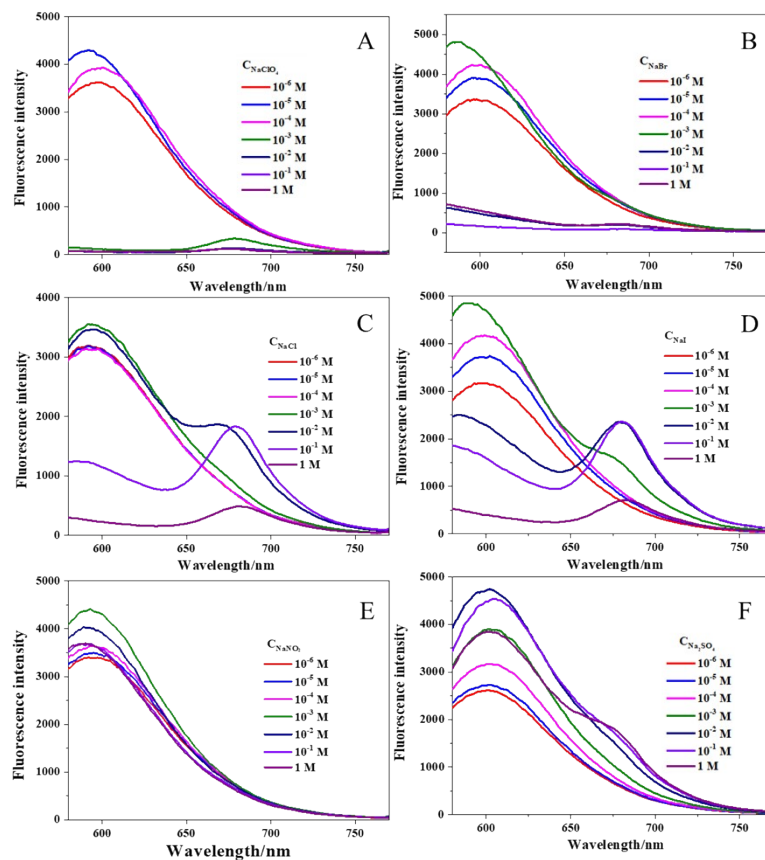 A
C NaClO4
10-6 M
10-5 M
10-4 M
10-3 M
10-2 M
10-1 M
1 M
Fluorescence intensity
5000
4000
3000
2000
1000
0
600
650
700
750
Wavelength/nm
B
C NaBr
10-6 M
10-5 M
10-4 M
10-3 M
10-2 M
10-1 M
1 M
Fluorescence intensity
5000
4000
3000
2000
1000
0
600
650
700
750
Wavelength/nm
C
C NaCl
10-6 M
10-5 M
10-4 M
10-3 M
10-2 M
10-1 M
1 M
Fluorescence intensity
4000
3000
2000
1000
0
600
650
700
750
Wavelength/nm
D
C NaI
10-6 M
10-5 M
10-4 M
10-3 M
10-2 M
10-1 M
1 M
Fluorescence intensity
5000
4000
3000
2000
1000
0
600
650
700
750
Wavelength/nm
E
C NaNO3
10-6 M
10-5 M
10-4 M
10-3 M
10-2 M
10-1 M
1 M
Fluorescence intensity
5000
4000
3000
2000
1000
0
600
650
700
750
Wavelength/nm
F
C Na2SO4
10-6 M
10-5 M
10-4 M
10-3 M
10-2 M
10-1 M
1 M
Fluorescence intensity
5000
4000
3000
2000
1000
0
600
650
700
750
Wavelength/nm